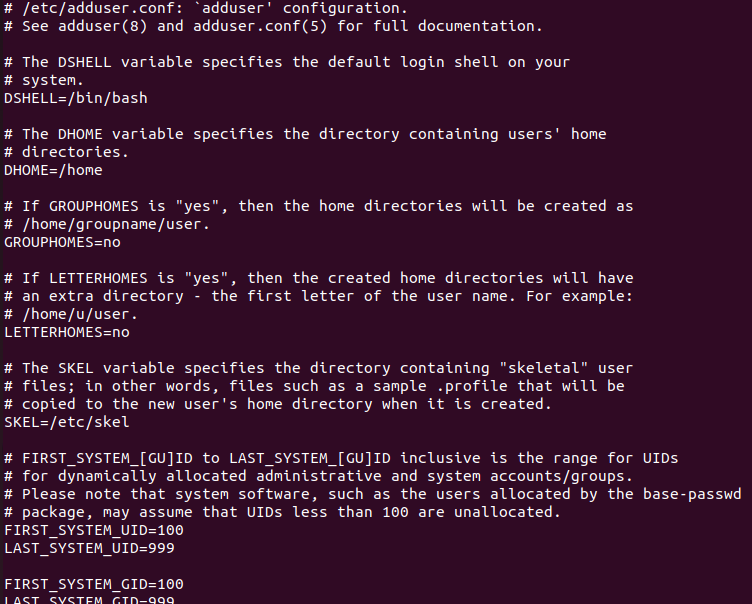 # /etc/adduser.conf: `adduser' configuration.
# See adduser(8) and adduser.conf(5) for full documentation.
# The DSHELL variable specifies the default login shell on your
# system.
DSHELL=/bin/bash
# The DHOME variable specifies the directory containing users' home
# directories.
DHOME=/home
# If GROUPHOMES is "yes", then the home directories will be created as
# /home/groupname/user.
GROUPHOMES=no
# If LETTERHOMES is "yes", then the created home directories will have
# an extra directory - the first letter of the user name. For example:
# /home/u/user.
LETTERHOMES=no
# The SKEL variable specifies the directory containing "skeletal" user
# files; in other words, files such as a sample .profile that will be
# copied to the new user's home directory when it is created.
SKEL=/etc/skel
# FIRST_SYSTEM_[GU]ID to LAST_SYSTEM_[GU]ID inclusive is the range for UIDs
# for dynamically allocated administrative and system accounts/groups.
# Please note that system software, such as the users allocated by the base-passwd
# package, may assume that UIDs less than 100 are unallocated.
FIRST_SYSTEM_UID=100
LAST_SYSTEM_UID=999
FIRST_SYSTEM_GID=100
LAST_SYSTEM_GID=999